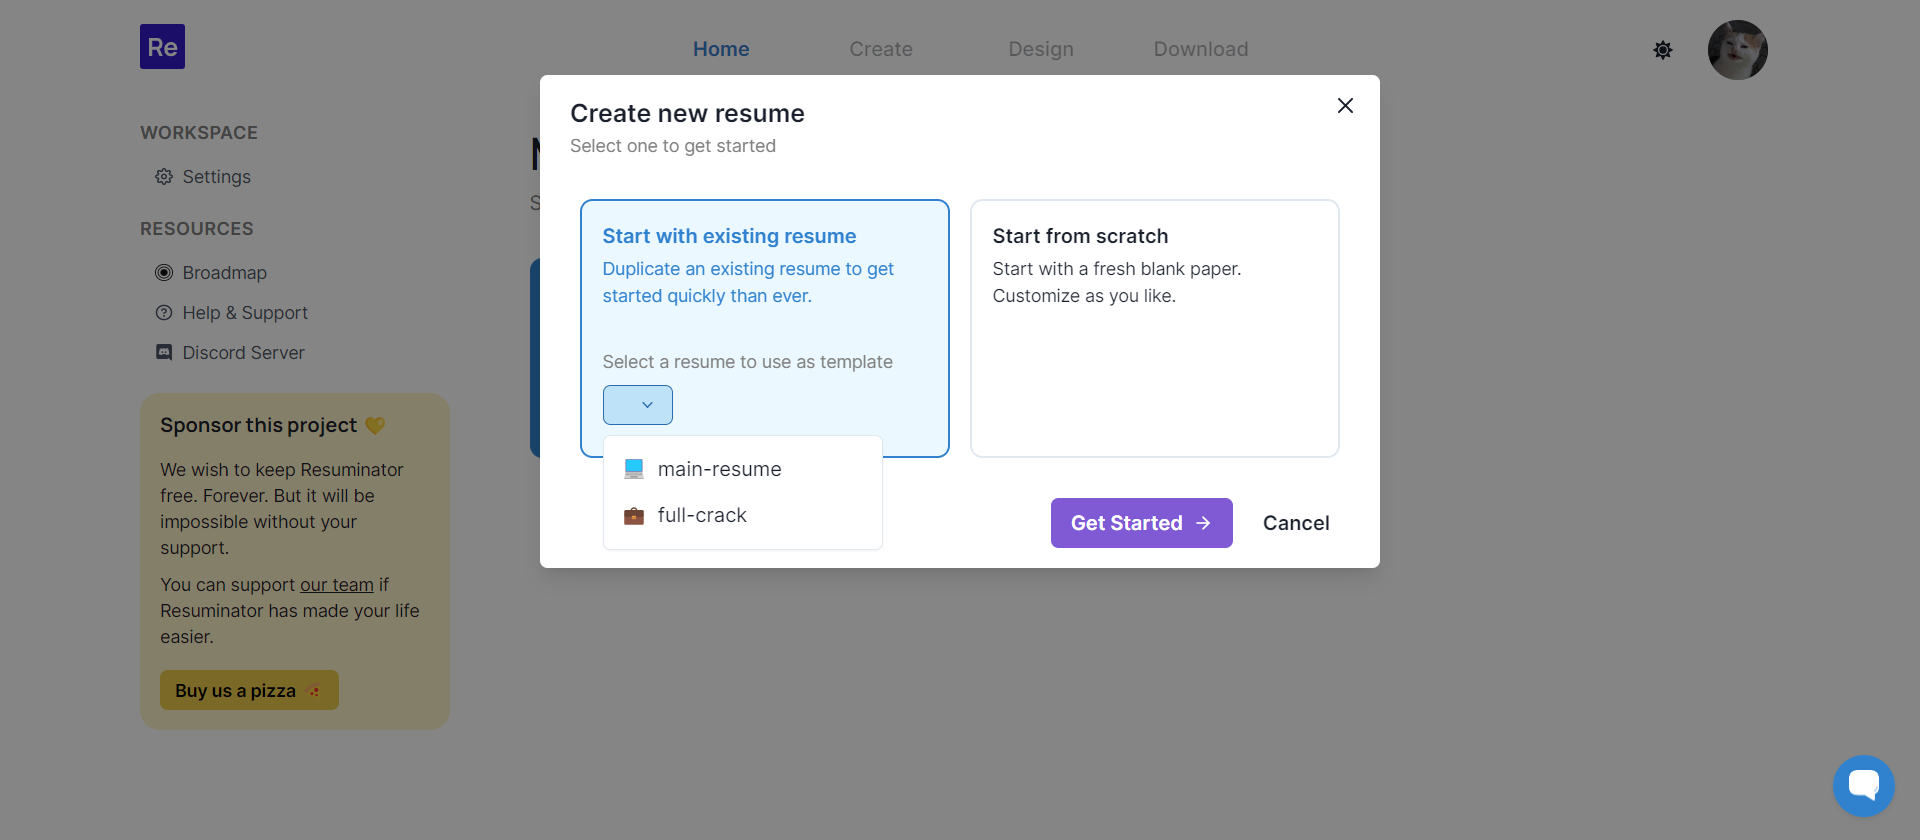 Re
Home
Create
Design
Download
WORKSPACE
Settings
RESOURCES
Broadmap
Help & Support
Discord Server
Sponsor this project
We wish to keep Resuminator
free. Forever. But it will be
impossible without your
support.
You can support our team if
Resuminator has made your life
easier.
Buy us a pizza
Create new resume
Select one to get started
Start with existing resume
Duplicate an existing resume to get
started quickly than ever.
Select a resume to use as template
main-resume
full-crack
Start from scratch
Start with a fresh blank paper.
Customize as you like.
Get Started
Cancel